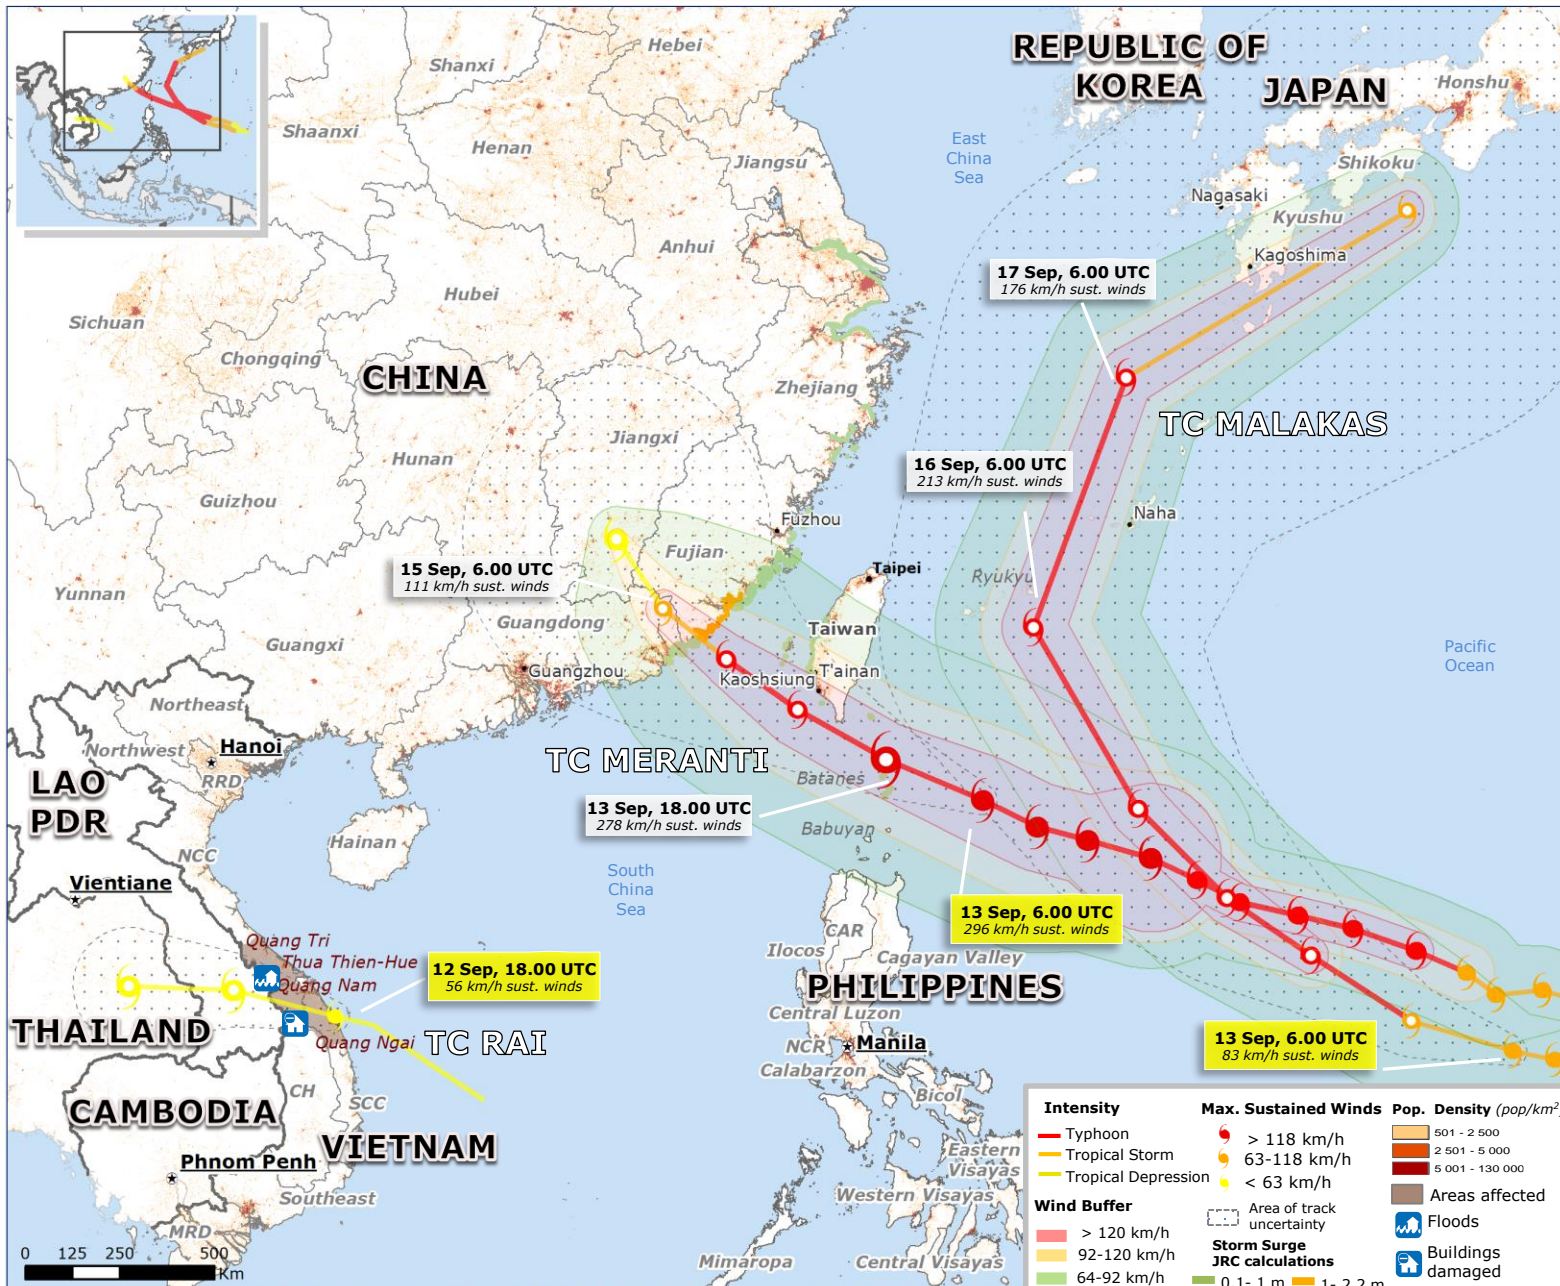 REPUBLIC OF
KOREA
JAPAN
Honshu
Hebei
Shanxi
Shaanxi
Henan
Jiangsu
East
China
Sea
Shikoku
Nagasaki
Kyushu
Kagoshima
Anhui
17 Sep, 6.00 UTC
176 km/h sust. winds
Hubei
Sichuan
Chongqing
CHINA
Zhejiang
TC MALAKAS
Jiangxi
Hunan
16 Sep, 6.00 UTC
213 km/h sust. winds
Guizhou
Naha
Fuzhou
Fujian
15 Sep, 6.00 UTC
111 km/h sust. winds
Taipei
Ryukyu
Yunnan
Guangdong
Taiwan
Guangxi
Pacific
Ocean
Guangzhou
Kaoshsiung
T'ainan
Northeast
Northwest
Hanoi
RRD
TC MERANTI
Batanes
LAO
PDR
13 Sep, 18.00 UTC
278 km/h sust. winds
Babuyan
Hainan
NCC
South
China
Sea
Vientiane
13 Sep, 6.00 UTC
296 km/h sust. winds
CAR
Ilocos
Cagayan Valley
Quang Tri
Thua Thien-Hue
Quang Nam
12 Sep, 18.00 UTC
56 km/h sust. winds
PHILIPPINES
Central Luzon
THAILAND
Quang Ngai
TC RAI
NCR
Manila
13 Sep, 6.00 UTC
83 km/h sust. winds
Calabarzon
CH
SCC
Bicol
CAMBODIA
VIETNAM
Phnom Penh
Southeast
MRD
Eastern
Visayas
Western Visayas
Mimaropa
Central Visayas
0 125 250 500
Km
Intensity
Typhoon
Tropical Storm
Tropical Depression
Wind Buffer
> 120 km/h
92-120 km/h
64-92 km/h
Max. Sustained Winds
> 118 km/h
63-118 km/h
< 63 km/h
Area of track
uncertainty
Storm Surge
JRC calculations
0.1- 1 m
1- 2.2 m
Pop. Density (pop/km²
501 - 2 500
2 501 - 5 000
5 001 - 130 000
Areas affected
Floods
Buildings
damaged